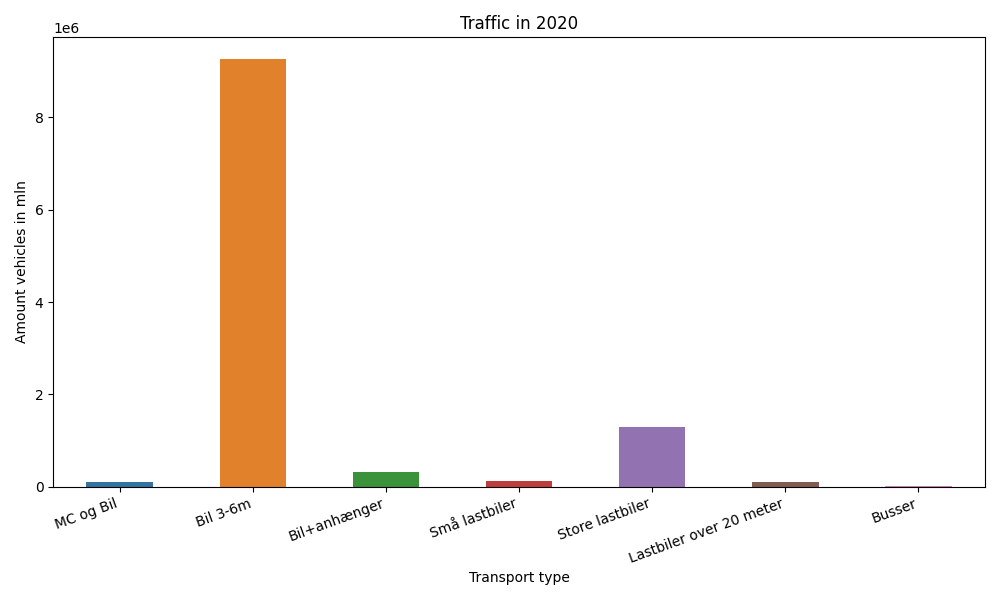 Traffic in 2020
1e6
Amount vehicles in mln
8
6
4
2
0
MC og Bil
Bil 3-6m
Bil+anhænger
Små lastbiler
Store lastbiler
Lastbiler over 20 meter
Busser
Transport type